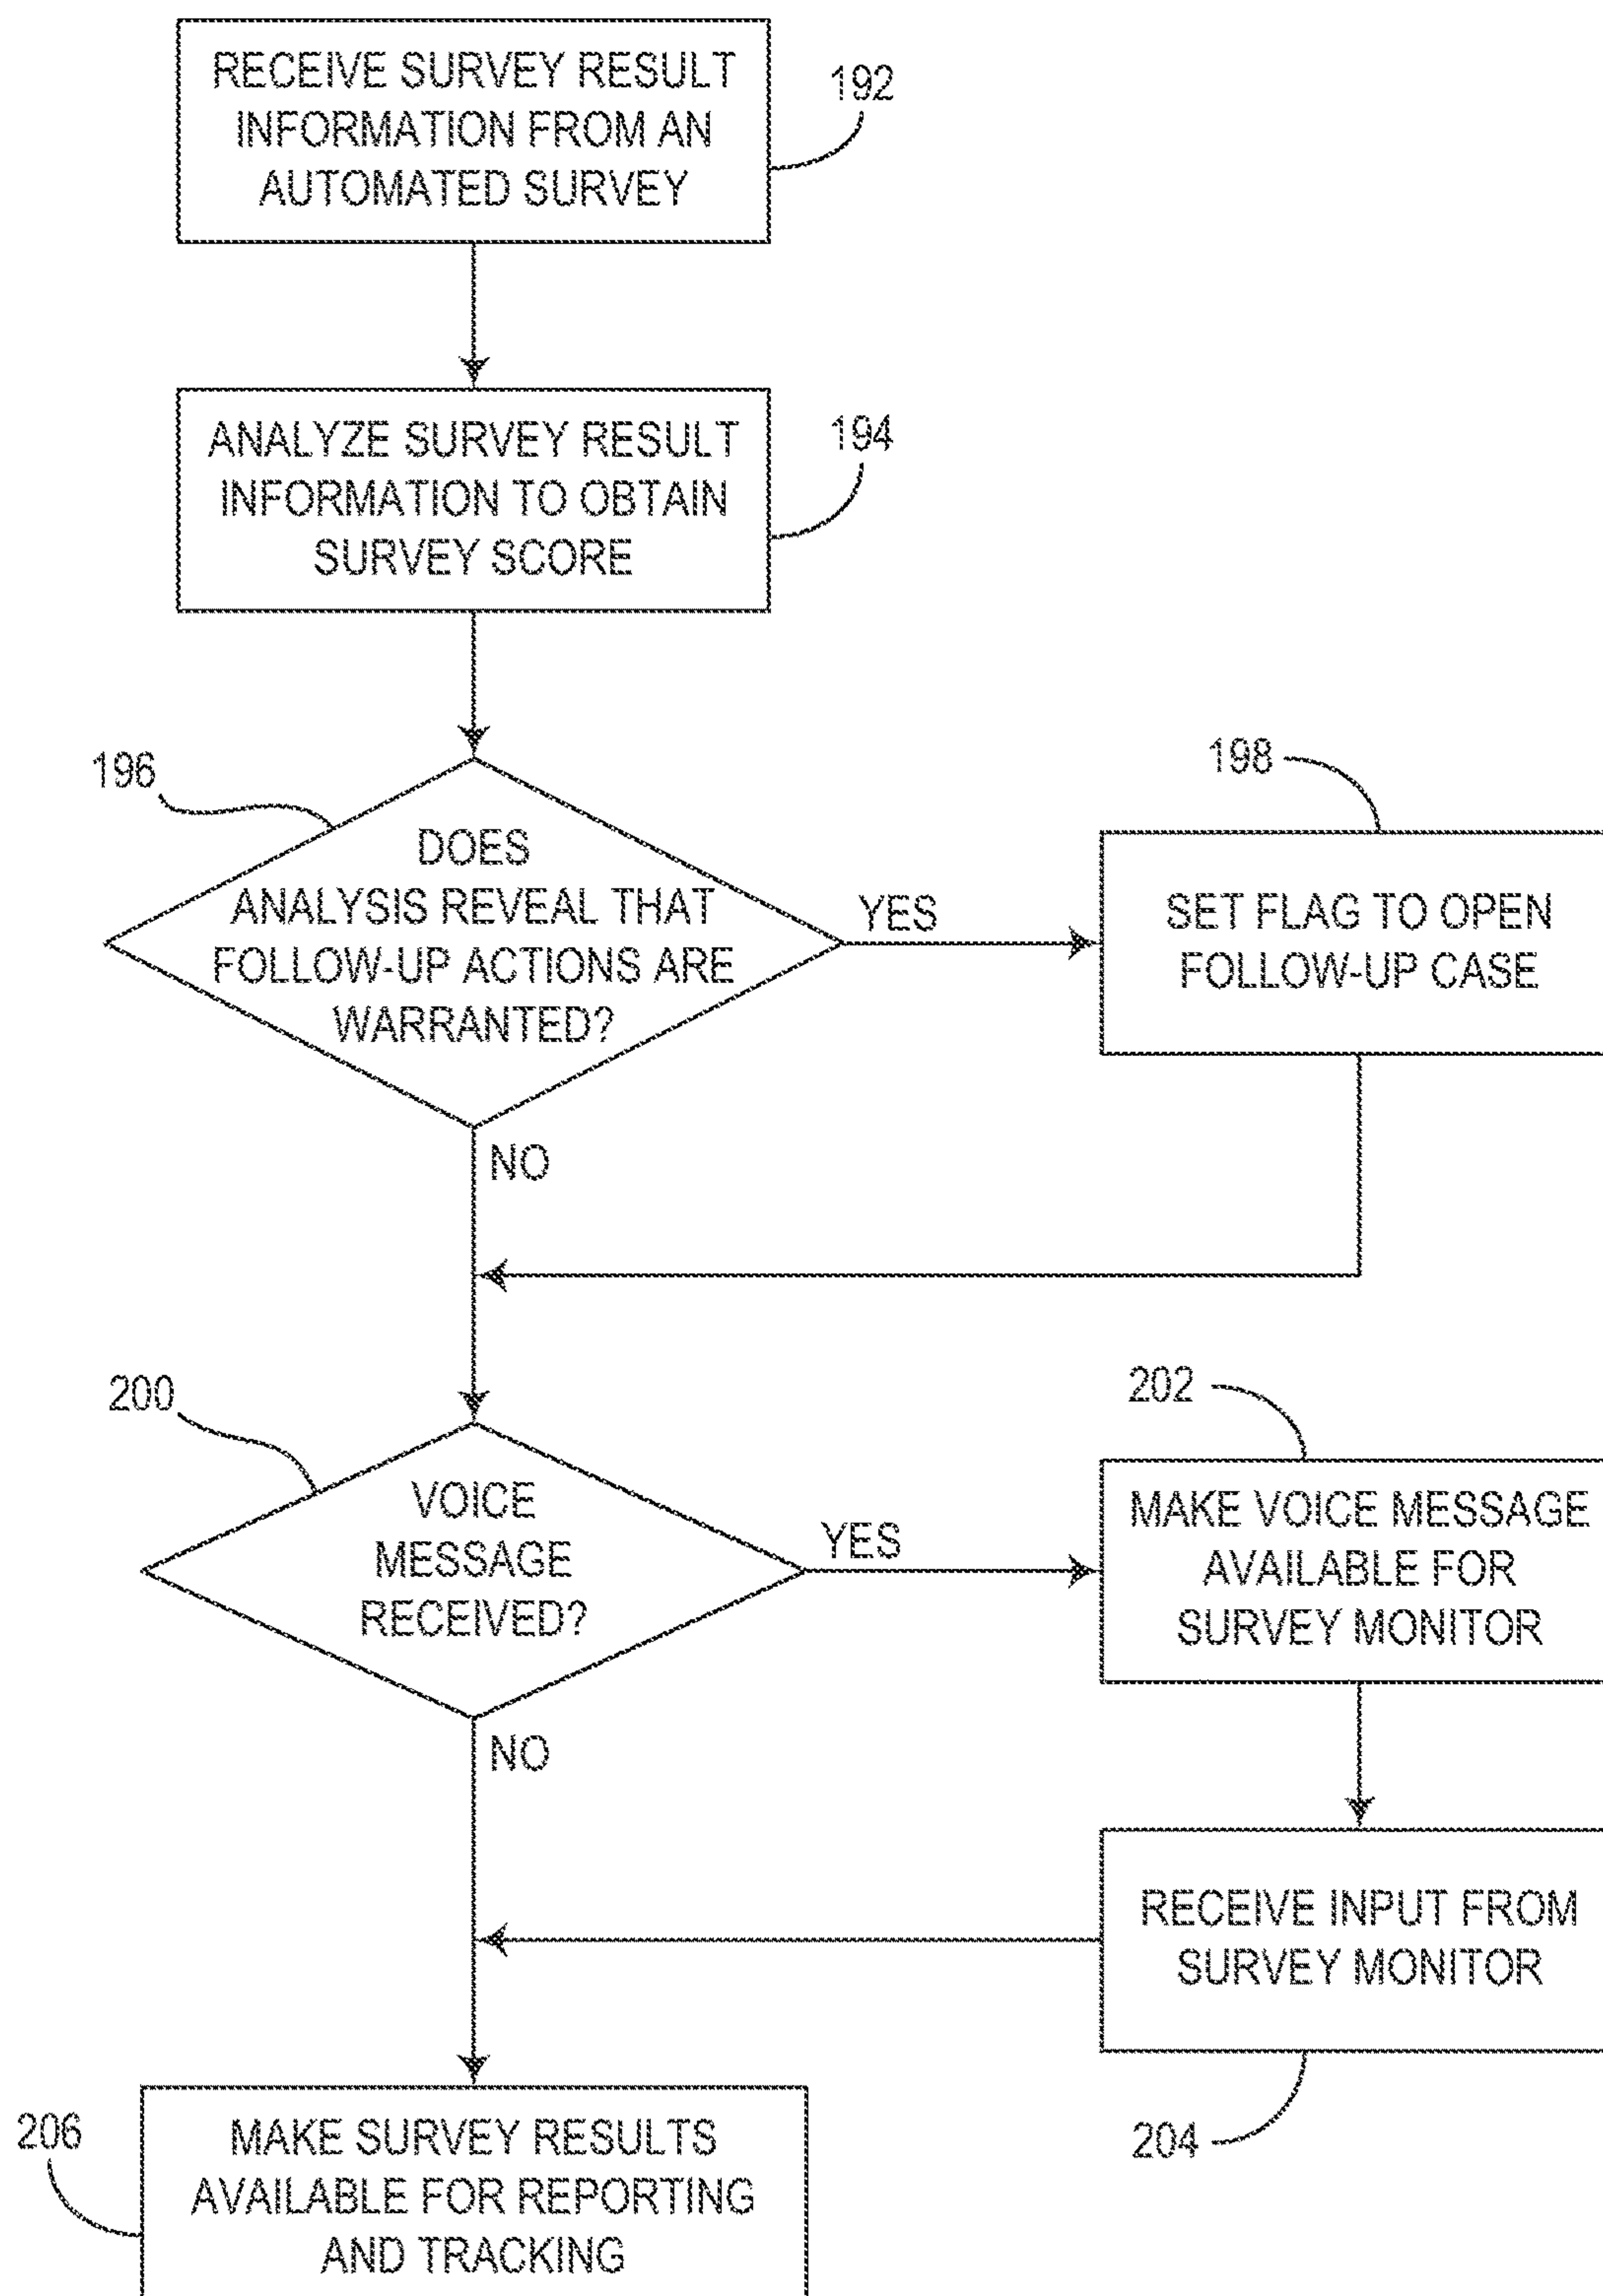 RECEIVE SURVEY RESULT
INFORMATION FROM AN
AUTOMATED SURVEY
192
ANALYZE SURVEY RESULT
INFORMATION TO OBTAIN
SURVEY SCORE
194
196
DOES
ANALYSIS REVEAL THAT
FOLLOW-UP ACTIONS ARE
WARRANTED?
YES
198
SET FLAG TO OPEN
FOLLOW-UP CASE
NO
200
VOICE
MESSAGE
RECEIVED?
YES
202
MAKE VOICE MESSAGE
AVAILABLE FOR
SURVEY MONITOR
NO
RECEIVE INPUT FROM
SURVEY MONITOR
204
206
MAKE SURVEY RESULTS
AVAILABLE FOR REPORTING
AND TRACKING